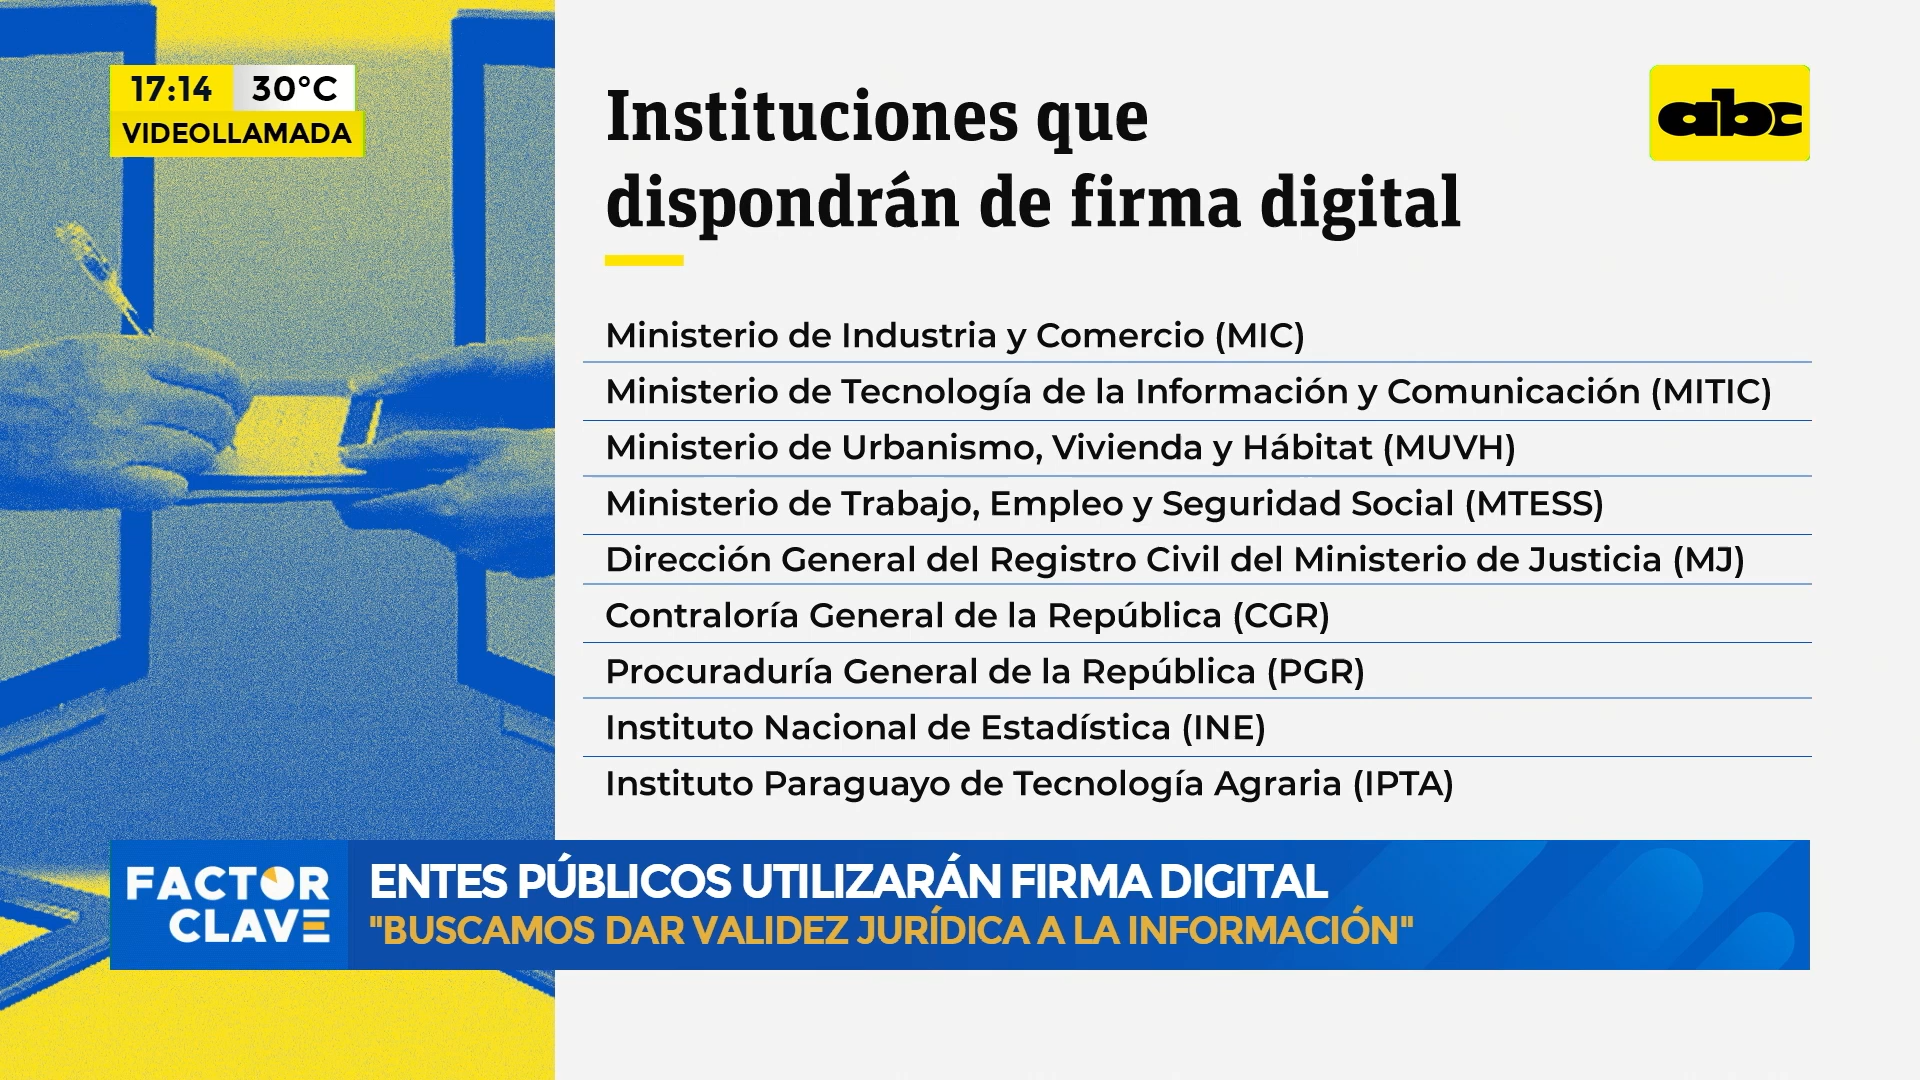 17:14 30°C
VIDEOLLAMADA
abc
Instituciones que
dispondrán de firma digital
Ministerio de Industria y Comercio (MIC)
Ministerio de Tecnología de la Información y Comunicación (MITIC)
Ministerio de Urbanismo, Vivienda y Hábitat (MUVH)
Ministerio de Trabajo, Empleo y Seguridad Social (MTESS)
Dirección General del Registro Civil del Ministerio de Justicia (MJ)
Contraloría General de la República (CGR)
Procuraduría General de la República (PGR)
Instituto Nacional de Estadística (INE)
Instituto Paraguayo de Tecnología Agraria (IPTA)
FACTOR
CLAVE
ENTES PÚBLICOS UTILIZARÁN FIRMA DIGITAL
"BUSCAMOS DAR VALIDEZ JURÍDICA A LA INFORMACIÓN"